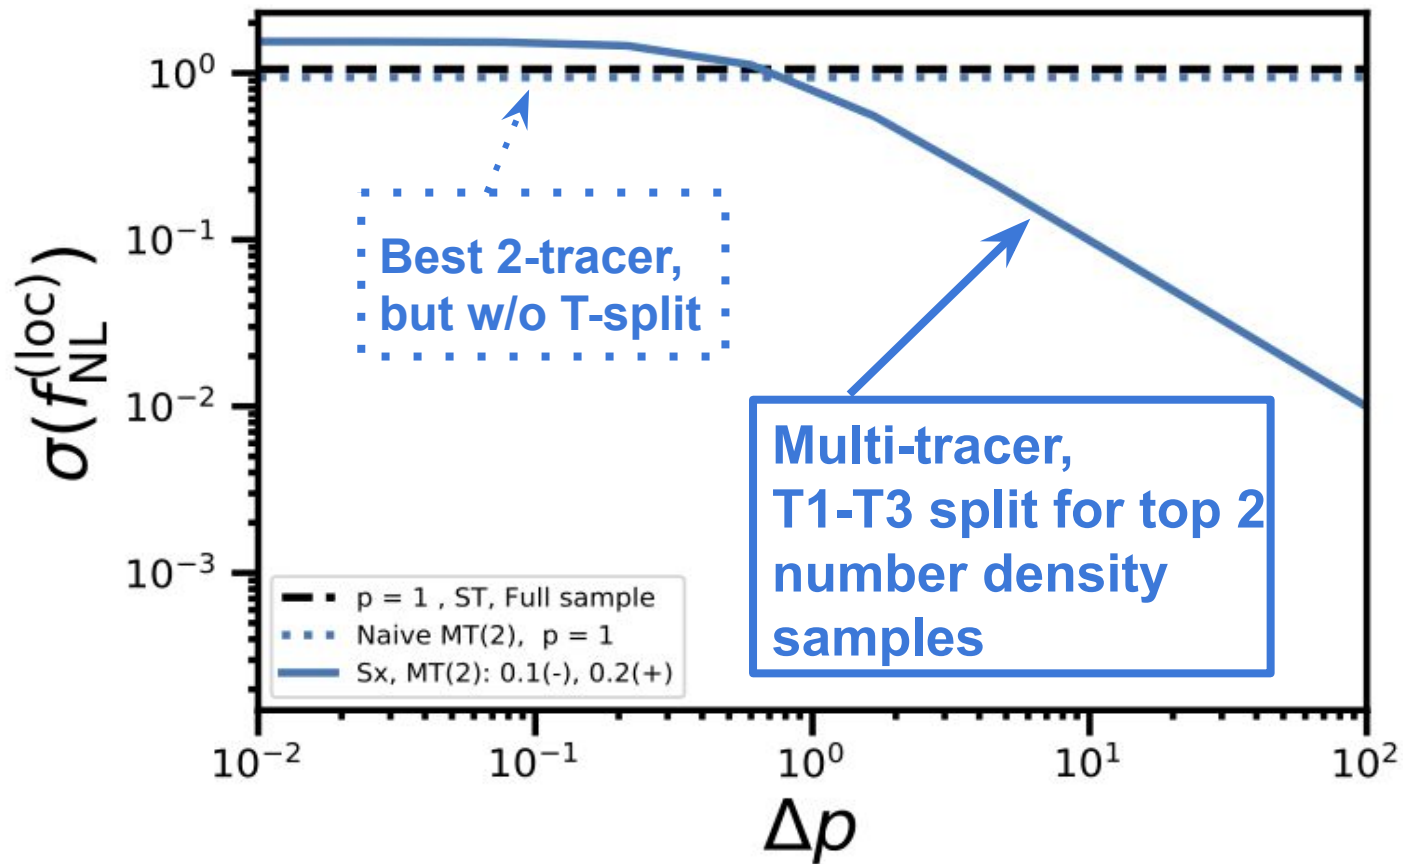 10^0
10^-1
10^-2
10^-3
σ(f_NL^(loc))
Best 2-tracer,
but w/o T-split
Multi-tracer,
T1-T3 split for top 2
number density
samples
p = 1 , ST, Full sample
Naive MT(2), p = 1
Sx, MT(2): 0.1(-), 0.2(+)
10^-2 10^-1 10^0 10^1 10^2
Δp